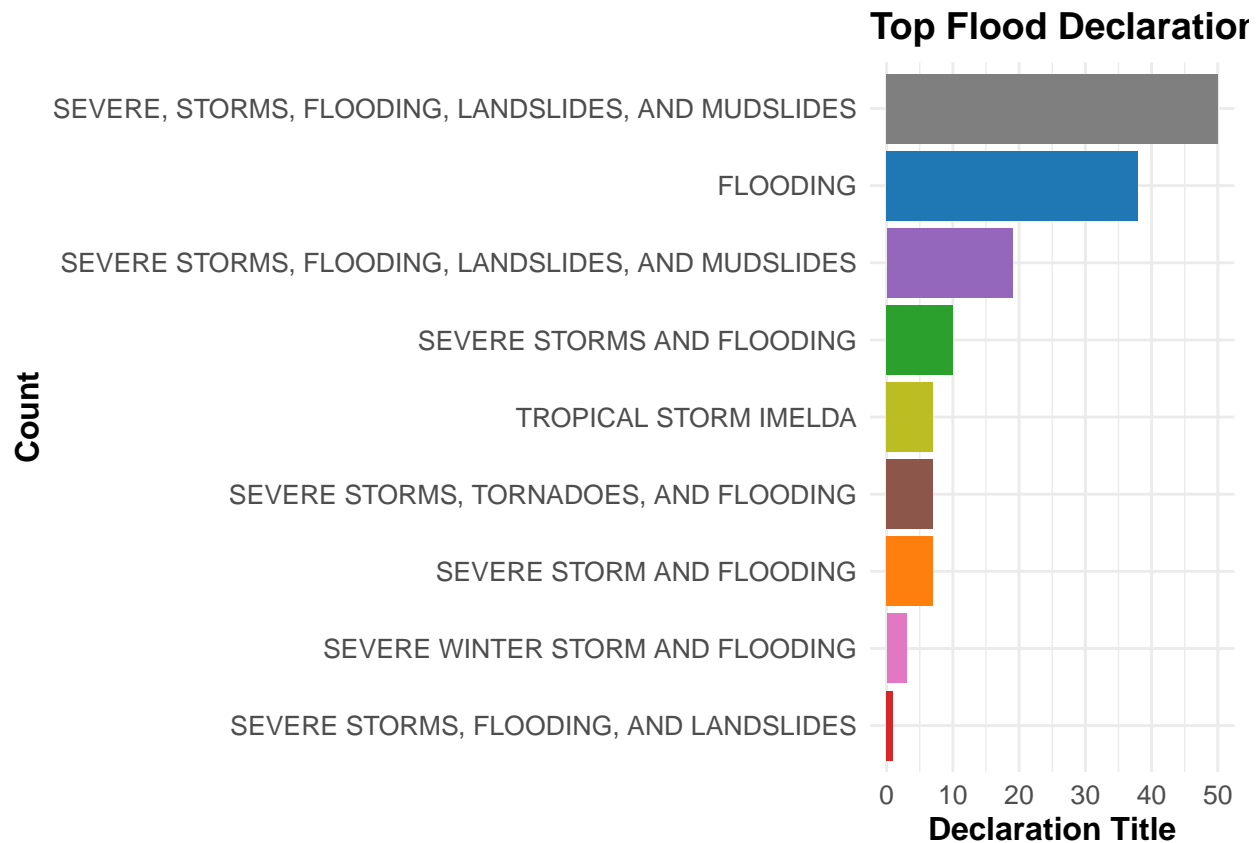 Top Flood Declaration
SEVERE, STORMS, FLOODING, LANDSLIDES, AND MUDSLIDES
FLOODING
SEVERE STORMS, FLOODING, LANDSLIDES, AND MUDSLIDES
SEVERE STORMS AND FLOODING
TROPICAL STORM IMELDA
SEVERE STORMS, TORNADOES, AND FLOODING
SEVERE STORM AND FLOODING
SEVERE WINTER STORM AND FLOODING
SEVERE STORMS, FLOODING, AND LANDSLIDES
Count
0 10 20 30 40 50
Declaration Title